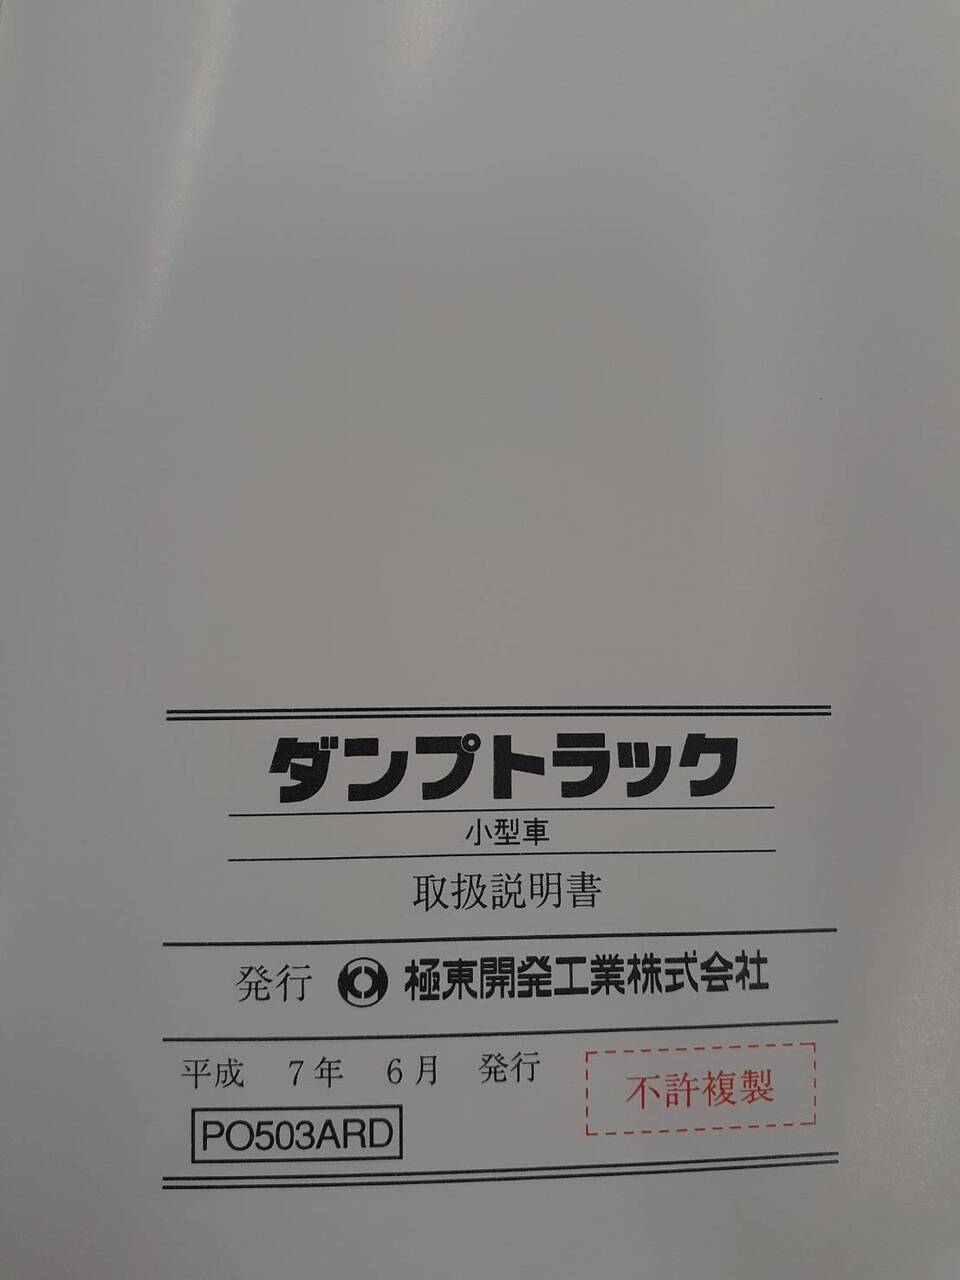 ダンプトラック
小型車
取扱説明書
発行 極東開発工業株式会社
平成 7年 6月 発行
不許複製
PO503ARD